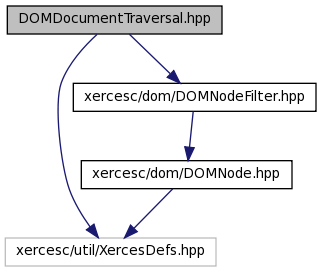 DOMDocumentTraversal.hpp
xercesc/dom/DOMNodeFilter.hpp
xercesc/dom/DOMNode.hpp
xercesc/util/XercesDefs.hpp